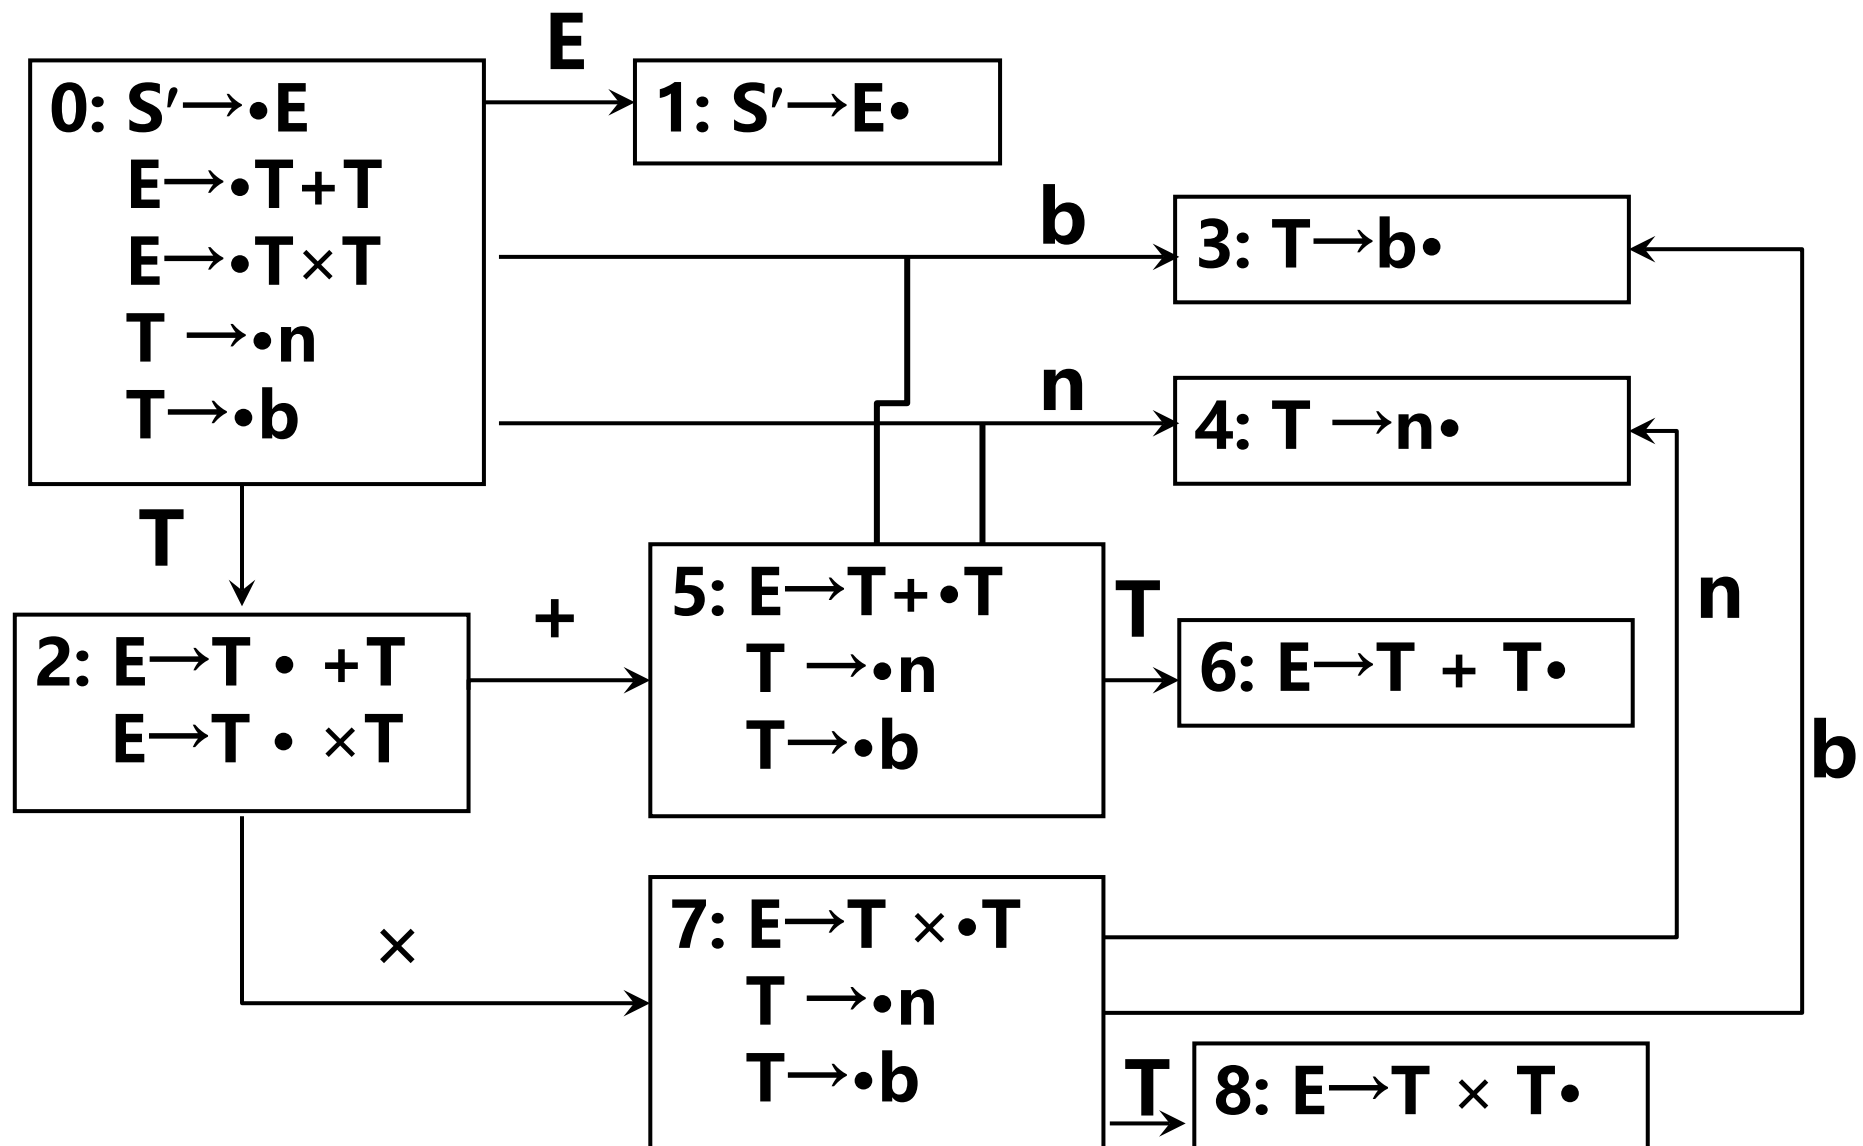 E
0: S′→·E
E→·T+T
E→·T×T
T →·n
T→·b
1: S′→E·
b
3: T→b·
n
4: T →n·
T
2: E→T · +T
E→T · ×T
+
5: E→T+·T
T →·n
T→·b
T
6: E→T + T·
n
b
×
7: E→T ×·T
T →·n
T→·b
T
8: E→T × T·